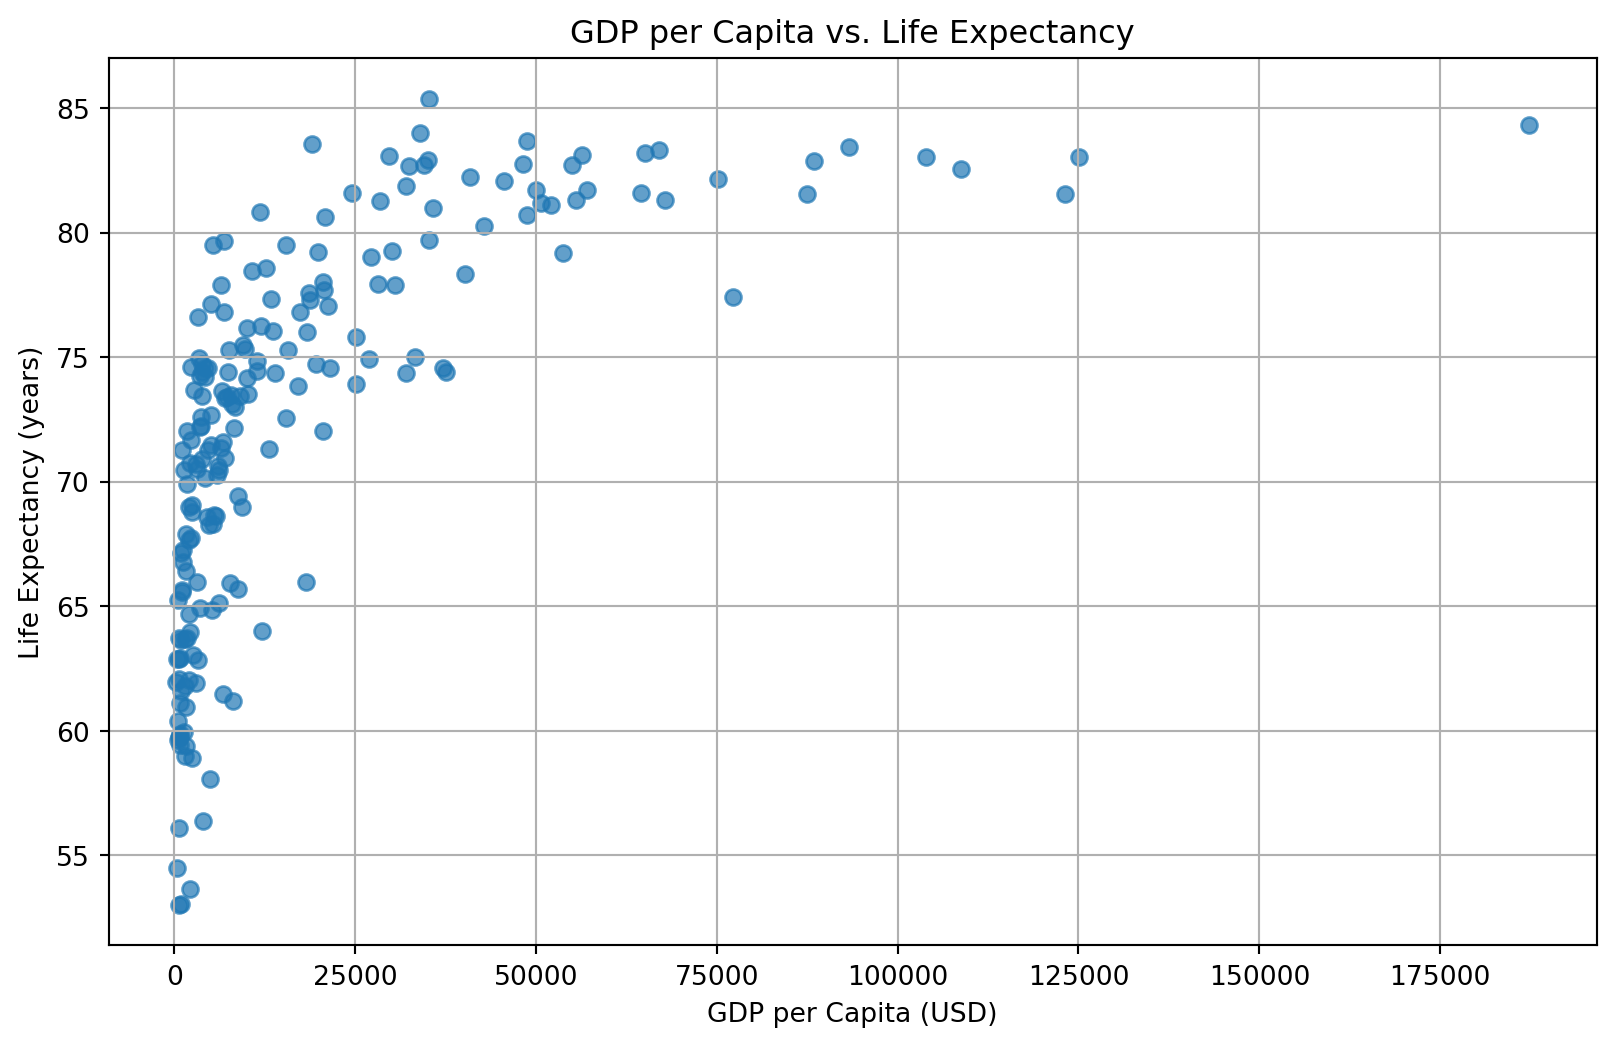 GDP per Capita vs. Life Expectancy
85
80
75
70
65
60
55
Life Expectancy (years)
0 25000 50000 75000 100000 125000 150000 175000
GDP per Capita (USD)